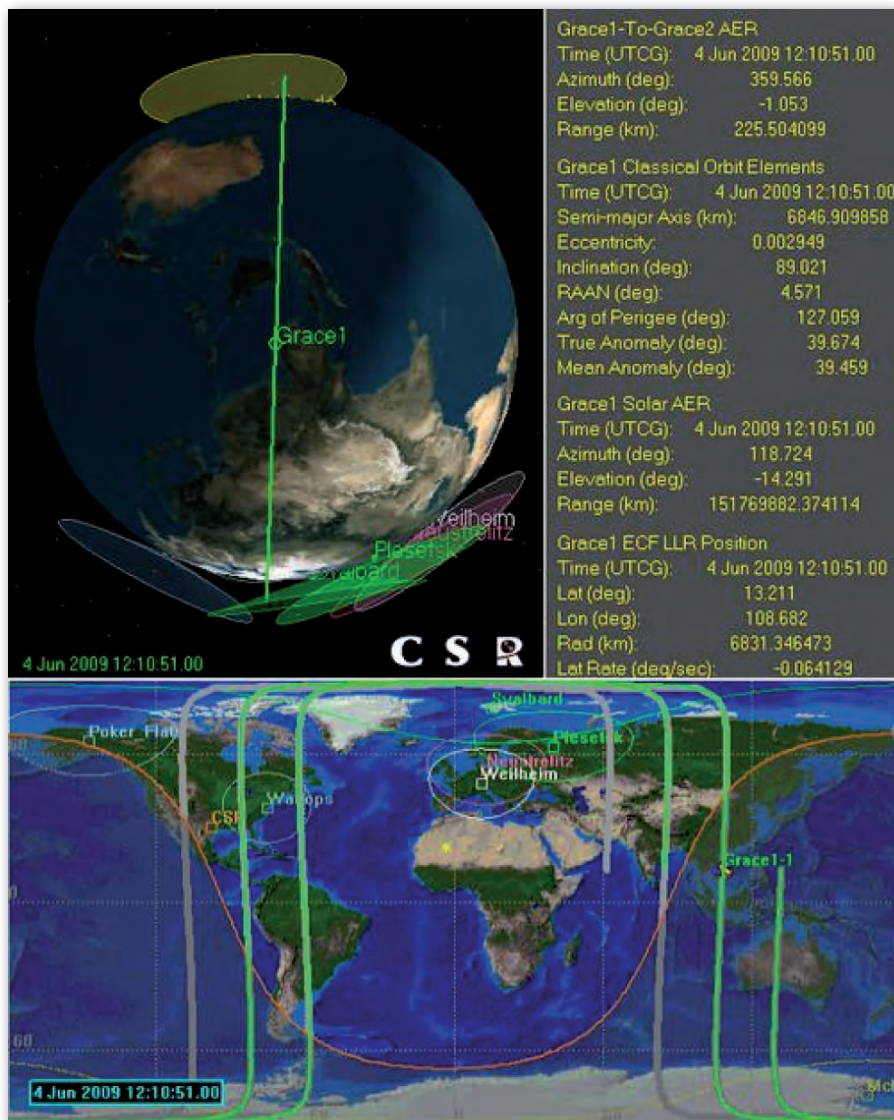 Grace1-To-Grace2 AER
Time (UTCG): 4 Jun 2009 12:10:51.00
Azimuth (deg): 359.566
Elevation (deg): -1.053
Range (km): 225.504099
Grace1 Classical Orbit Elements
Time (UTCG): 4 Jun 2009 12:10:51.00
Semi-major Axis (km): 6846.909858
Eccentricity: 0.002949
Inclination (deg): 89.021
RAAN (deg): 4.571
Arg of Perigee (deg): 127.059
True Anomaly (deg): 39.674
Mean Anomaly (deg): 39.459
Grace1 Solar AER
Time (UTCG): 4 Jun 2009 12:10:51.00
Azimuth (deg): 118.724
Elevation (deg): -14.291
Range (km): 151769882.374114
Grace1 ECF LLR Position
Time (UTCG): 4 Jun 2009 12:10:51.00
Lat (deg): 13.211
Lon (deg): 108.682
Rad (km): 6831.346473
Lat Rate (deg/sec): -0.064129
Grace1
Weilheim
Neustrelitz
Plesetsk
Svalbard
CSR
4 Jun 2009 12:10:51.00
Svalbard
Poker_Flat
Plesetsk
Neustrelitz
Weilheim
Wallops
CSR
Grace1-1
0
60
0
4 Jun 2009 12:10:51.00